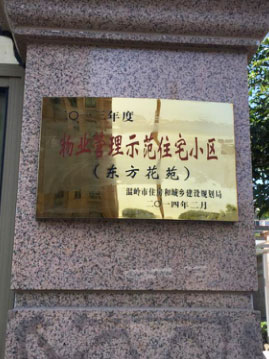 二〇一三年度
物业管理示范住宅小区
(东方花苑)
温岭市住房和城乡建设规划局
二〇一四年二月